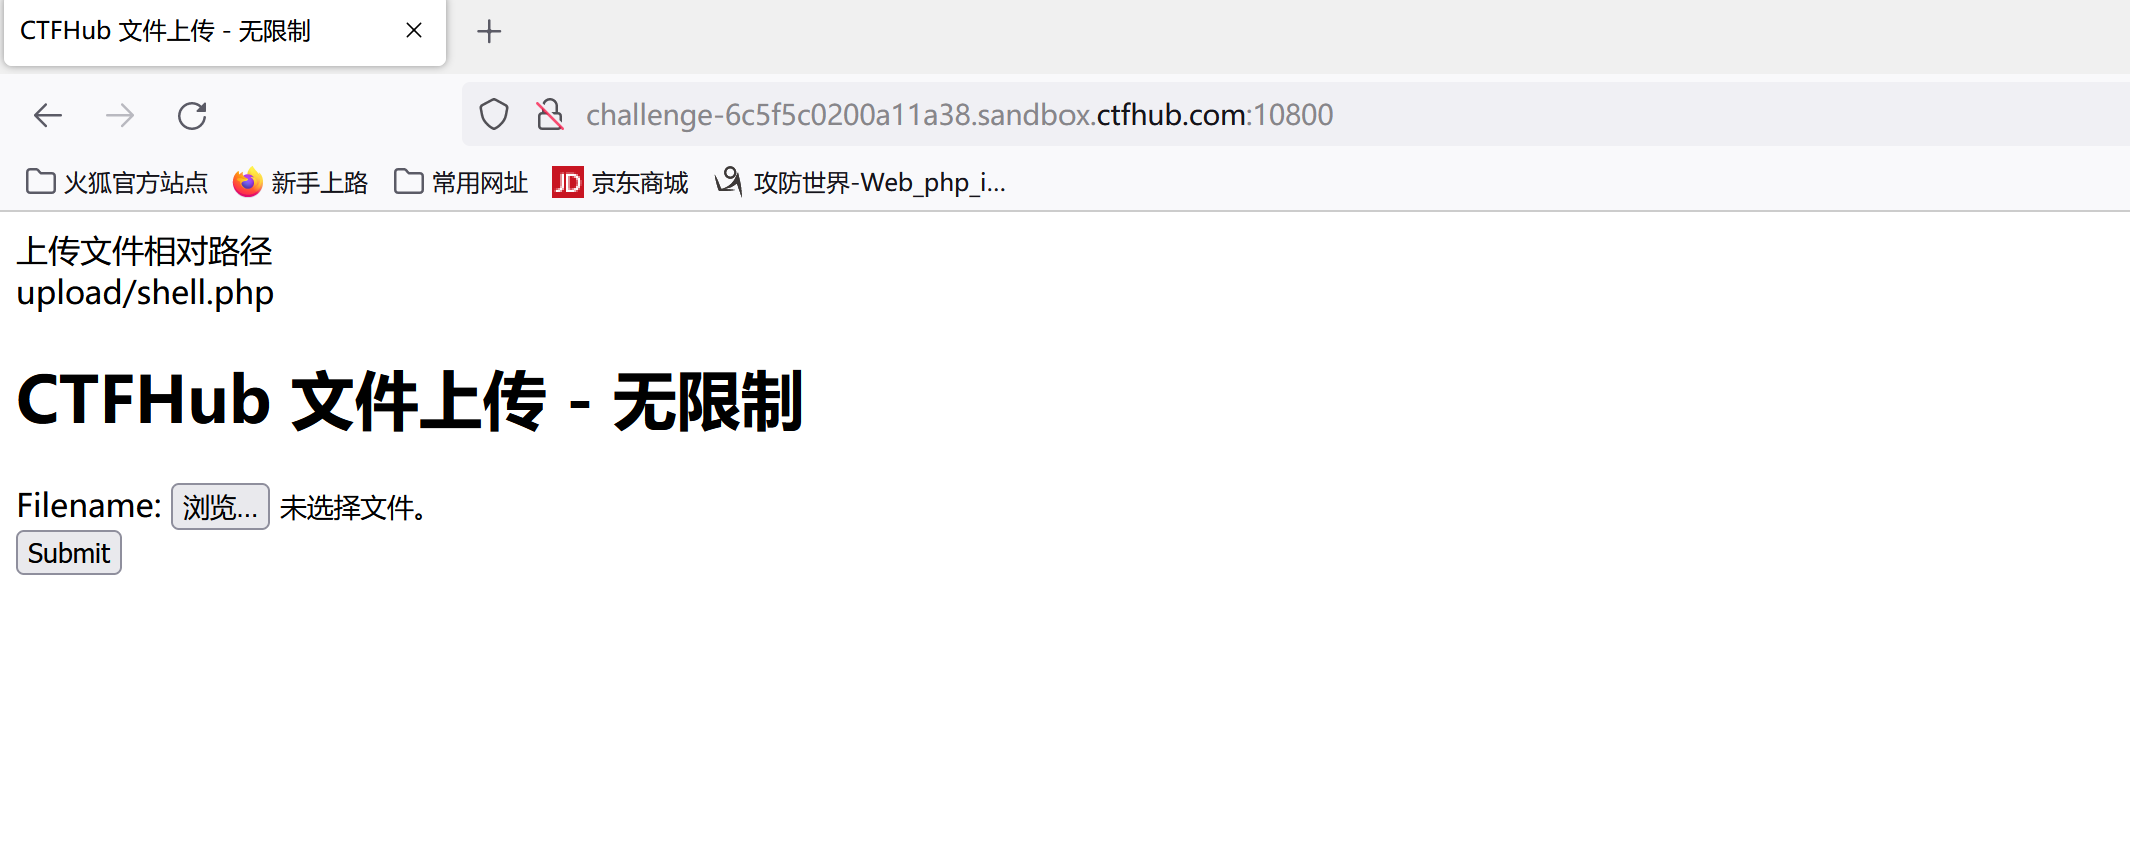 CTFHub 文件上传 - 无限制
challenge-6c5f5c0200a11a38.sandbox.ctfhub.com:10800
火狐官方站点 新手上路 常用网址 JD 京东商城 攻防世界-Web_php_i...
上传文件相对路径
upload/shell.php
CTFHub 文件上传 - 无限制
Filename: 浏览... 未选择文件。
Submit